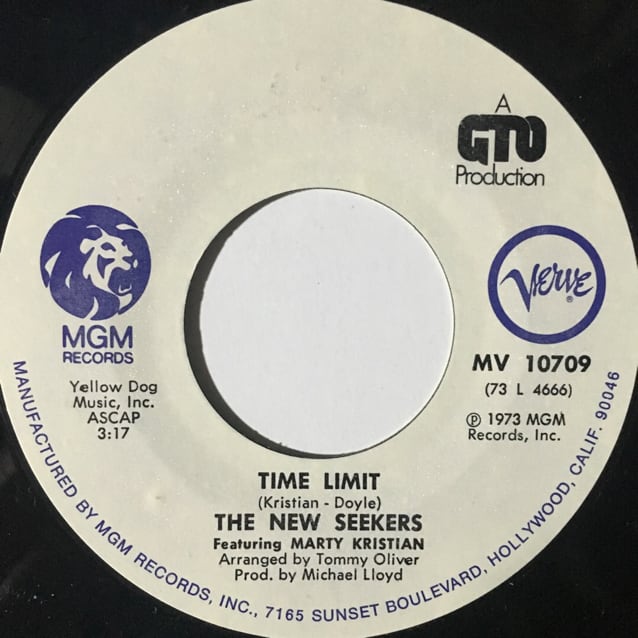 A
GTO
Production
MGM
RECORDS
Yellow Dog
Music, Inc.
ASCAP
3:17
Verve
®
MV 10709
(73 L 4666)
℗ 1973 MGM
Records, Inc.
TIME LIMIT
(Kristian - Doyle)
THE NEW SEEKERS
Featuring MARTY KRISTIAN
Arranged by Tommy Oliver
Prod. by Michael Lloyd
MANUFACTURED BY MGM RECORDS, INC., 7165 SUNSET BOULEVARD, HOLLYWOOD, CALIF. 90046